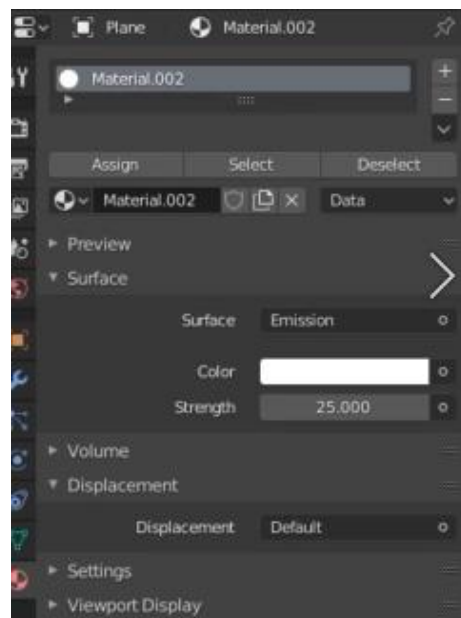 Plane Material.002
Material.002
Assign Select Deselect
Material.002 Data
Preview
Surface
Surface Emission
Color
Strength 25.000
Volume
Displacement
Displacement Default
Settings
Viewport Display